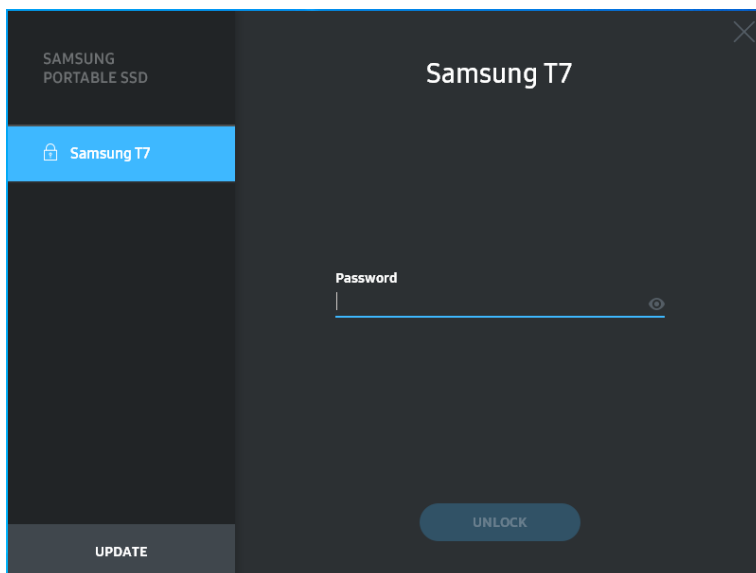 SAMSUNG
PORTABLE SSD
Samsung T7
Samsung T7
Password
UNLOCK
UPDATE